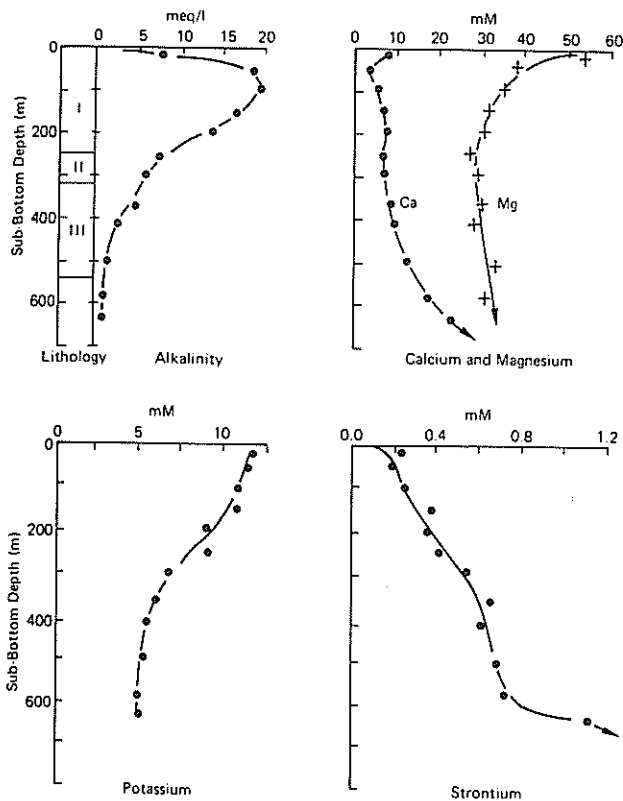 meq/l
0 5 10 15 20
0
200
400
600
Sub-Bottom Depth (m)
I
II
III
Lithology Alkalinity
mM
0 10 20 30 40 50 60
Ca
Mg
Calcium and Magnesium
mM
0 5 10
0
200
400
600
Sub-Bottom Depth (m)
Potassium
mM
0.0 0.4 0.8 1.2
Strontium